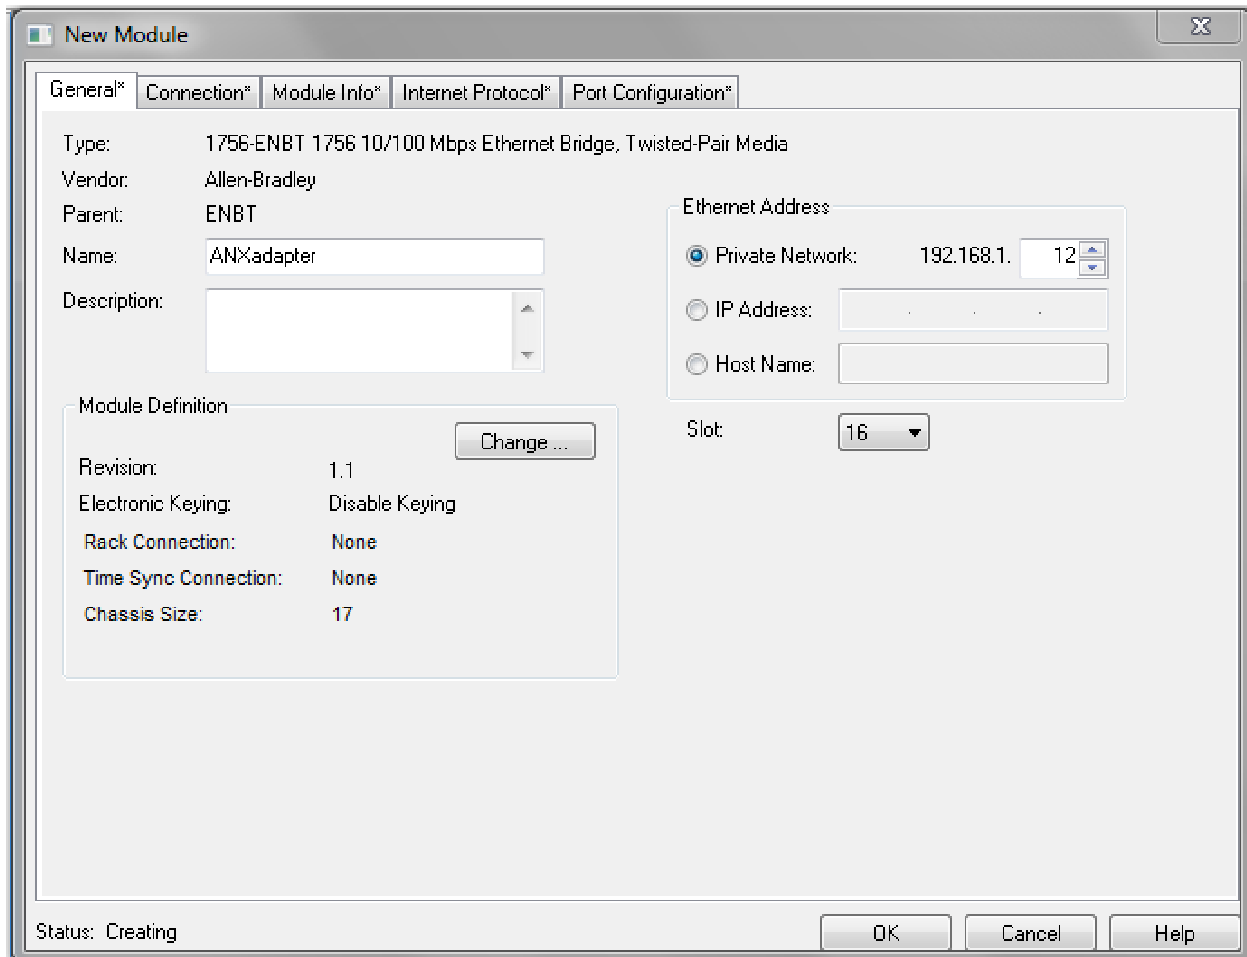 New Module
General* Connection* Module Info* Internet Protocol* Port Configuration*
Type: 1756-ENBT 1756 10/100 Mbps Ethernet Bridge, Twisted-Pair Media
Vendor: Allen-Bradley
Parent: ENBT
Name: ANXadapter
Description:
Ethernet Address
Private Network: 192.168.1. 12
IP Address: . . .
Host Name:
Slot: 16
Module Definition
Change ...
Revision: 1.1
Electronic Keying: Disable Keying
Rack Connection: None
Time Sync Connection: None
Chassis Size: 17
Status: Creating
OK Cancel Help